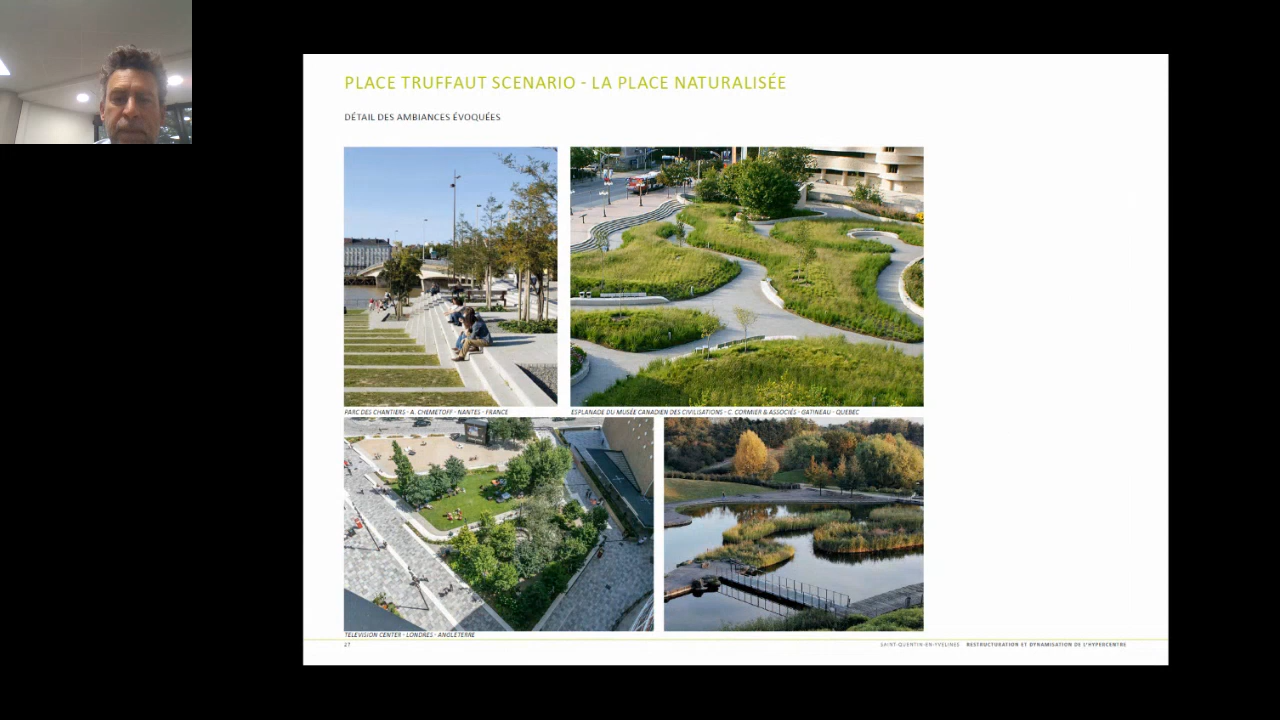 PLACE TRUFFAUT SCENARIO - LA PLACE NATURALISÉE
DÉTAIL DES AMBIANCES ÉVOQUÉES
PARC DES CHANTIERS - A. CHEMETOFF - NANTES - FRANCE
ESPLANADE DU MUSÉE CANADIEN DES CIVILISATIONS - C. CORMIER & ASSOCIÉS - GATINEAU - QUEBEC
TELEVISION CENTER - LONDRES - ANGLETERRE
27
SAINT-QUENTIN-EN-YVELINES RESTRUCTURATION ET DYNAMISATION DE L'HYPERCENTRE